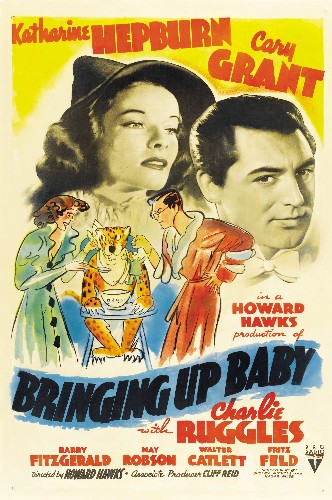 Katharine HEPBURN
Cary GRANT
in a
HOWARD
HAWKS
production of
BRINGING UP BABY
with Charlie
RUGGLES
BARRY FITZGERALD
MAY ROBSON
WALTER CATLETT
FRITZ FELD
Directed by HOWARD HAWKS • Associate Producer CLIFF REID
RKO
RADIO